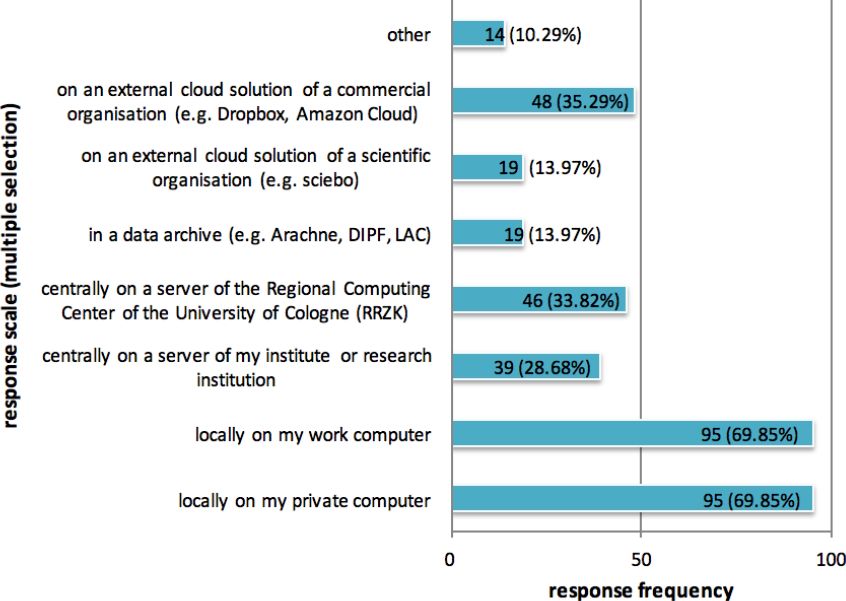 response scale (multiple selection)
other
14 (10.29%)
on an external cloud solution of a commercial
organisation (e.g. Dropbox, Amazon Cloud)
48 (35.29%)
on an external cloud solution of a scientific
organisation (e.g. sciebo)
19 (13.97%)
in a data archive (e.g. Arachne, DIPF, LAC)
19 (13.97%)
centrally on a server of the Regional Computing
Center of the University of Cologne (RRZK)
46 (33.82%)
centrally on a server of my institute or research
institution
39 (28.68%)
locally on my work computer
95 (69.85%)
locally on my private computer
95 (69.85%)
0 50 100
response frequency